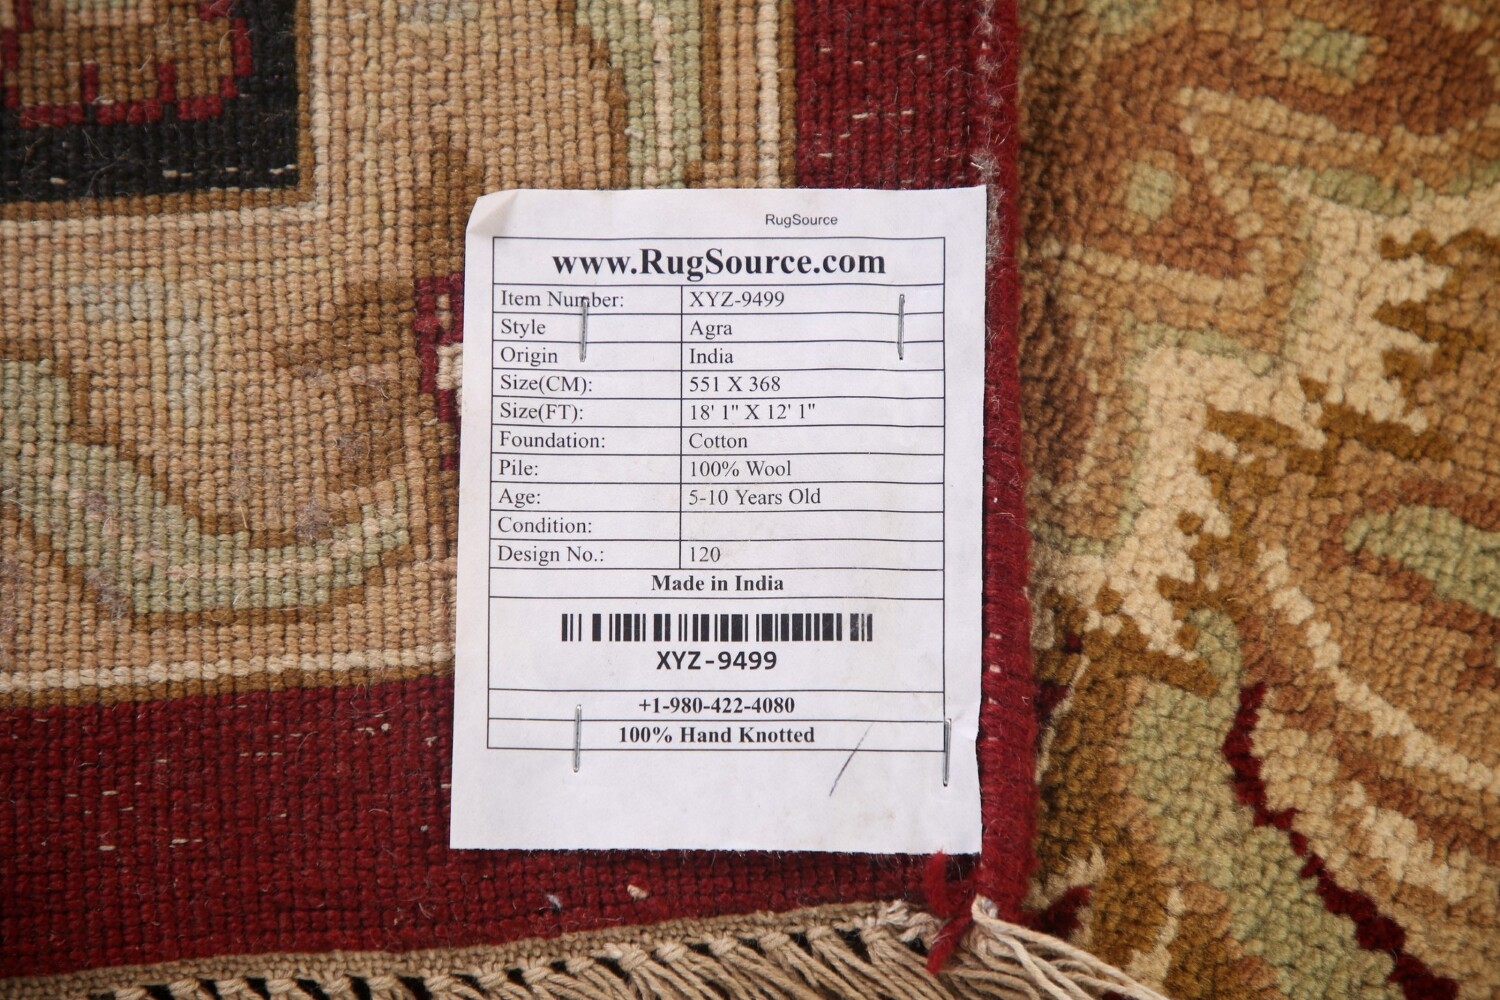 RugSource
www.RugSource.com
Item Number: XYZ-9499
Style Agra
Origin India
Size(CM): 551 X 368
Size(FT): 18' 1" X 12' 1"
Foundation: Cotton
Pile: 100% Wool
Age: 5-10 Years Old
Condition:
Design No.: 120
Made in India
XYZ-9499
+1-980-422-4080
100% Hand Knotted